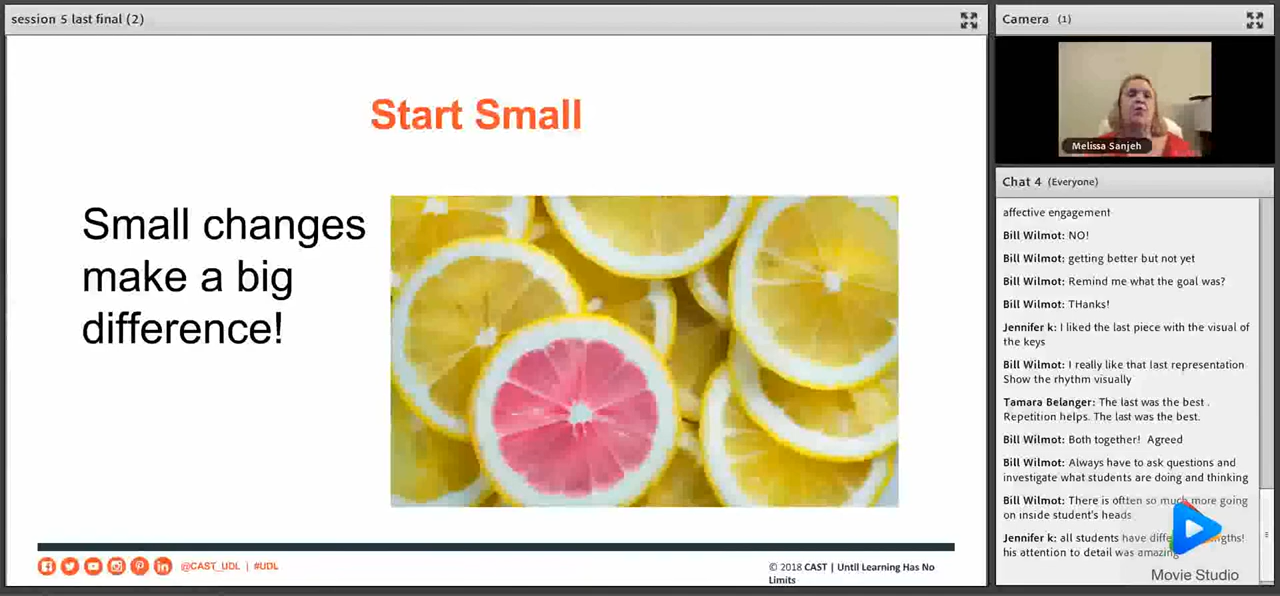 session 5 last final (2)
Start Small
Small changes
make a big
difference!
@CAST_UDL | #UDL
© 2018 CAST | Until Learning Has No
Limits
Camera (1)
Melissa Sanjeh
Chat 4 (Everyone)
affective engagement
Bill Wilmot: NO!
Bill Wilmot: getting better but not yet
Bill Wilmot: Remind me what the goal was?
Bill Wilmot: THanks!
Jennifer k: I liked the last piece with the visual of
the keys
Bill Wilmot: I really like that last representation
Show the rhythm visually
Tamara Belanger: The last was the best .
Repetition helps. The last was the best.
Bill Wilmot: Both together! Agreed
Bill Wilmot: Always have to ask questions and
investigate what students are doing and thinking
Bill Wilmot: There is oftten so much more going
on inside student's heads
Jennifer k: all students have
his attention to detail was amazing
Movie Studio